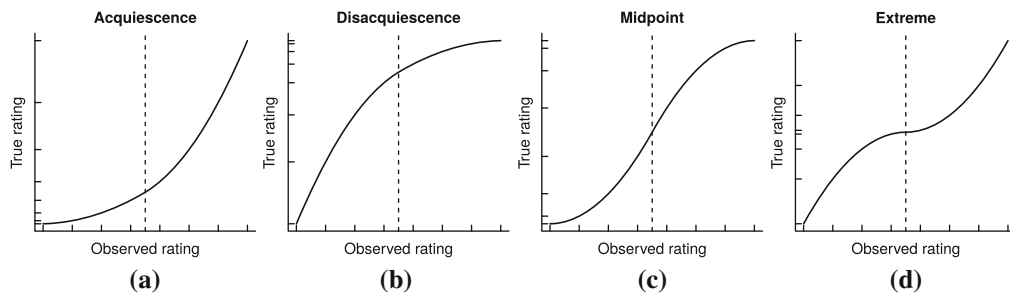 Acquiescence
Disacquiescence
Midpoint
Extreme
True rating
True rating
True rating
True rating
Observed rating
Observed rating
Observed rating
Observed rating
(a)
(b)
(c)
(d)